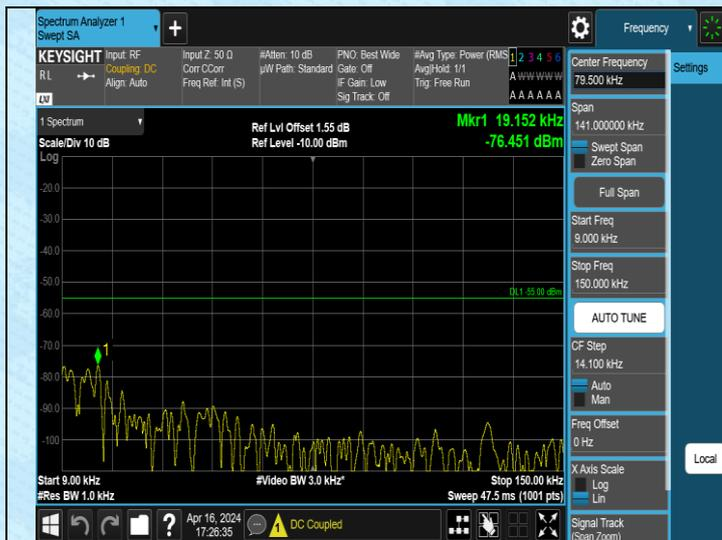 Spectrum Analyzer 1
Swept SA
Frequency
KEYSIGHT
RL
LXI
Input: RF
Coupling: DC
Align: Auto
Input Z: 50 Ω
Corr CCorr
Freq Ref: Int (S)
#Atten: 10 dB
µW Path: Standard
PNO: Best Wide
Gate: Off
IF Gain: Low
Sig Track: Off
#Avg Type: Power (RMS
Avg|Hold: 1/1
Trig: Free Run
1 2 3 4 5 6
A W W W W W
A A A A A A
1 Spectrum
Scale/Div 10 dB
Log
Ref Lvl Offset 1.55 dB
Ref Level -10.00 dBm
Mkr1 19.152 kHz
-76.451 dBm
-20.0
-30.0
-40.0
-50.0
DL1 -55.00 dBm
-60.0
-70.0
1
-80.0
-90.0
-100
Start 9.00 kHz
#Res BW 1.0 kHz
#Video BW 3.0 kHz*
Stop 150.00 kHz
Sweep 47.5 ms (1001 pts)
?
Apr 16, 2024
17:26:35
1 DC Coupled
Center Frequency
79.500 kHz
Settings
Span
141.000000 kHz
Swept Span
Zero Span
Full Span
Start Freq
9.000 kHz
Stop Freq
150.000 kHz
AUTO TUNE
CF Step
14.100 kHz
Auto
Man
Freq Offset
0 Hz
Local
X Axis Scale
Log
Lin
Signal Track
(Span Zoom)